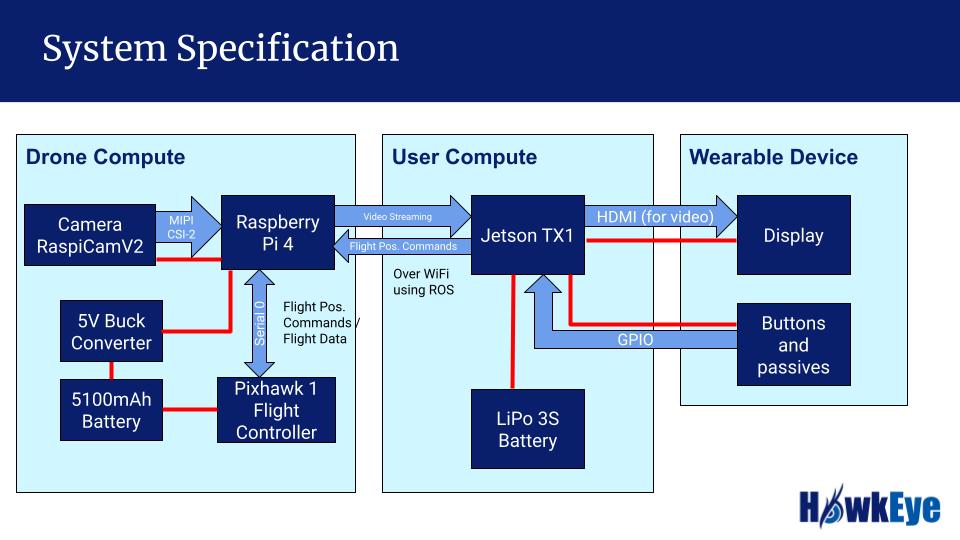 System Specification
Drone Compute
Camera
RaspiCamV2
MIPI
CSI-2
Raspberry
Pi 4
5V Buck
Converter
5100mAh
Battery
Serial 0
Flight Pos.
Commands /
Flight Data
Pixhawk 1
Flight
Controller
User Compute
Video Streaming
Flight Pos. Commands
Over WiFi
using ROS
Jetson TX1
LiPo 3S
Battery
Wearable Device
HDMI (for video)
Display
GPIO
Buttons
and
passives
HawkEye